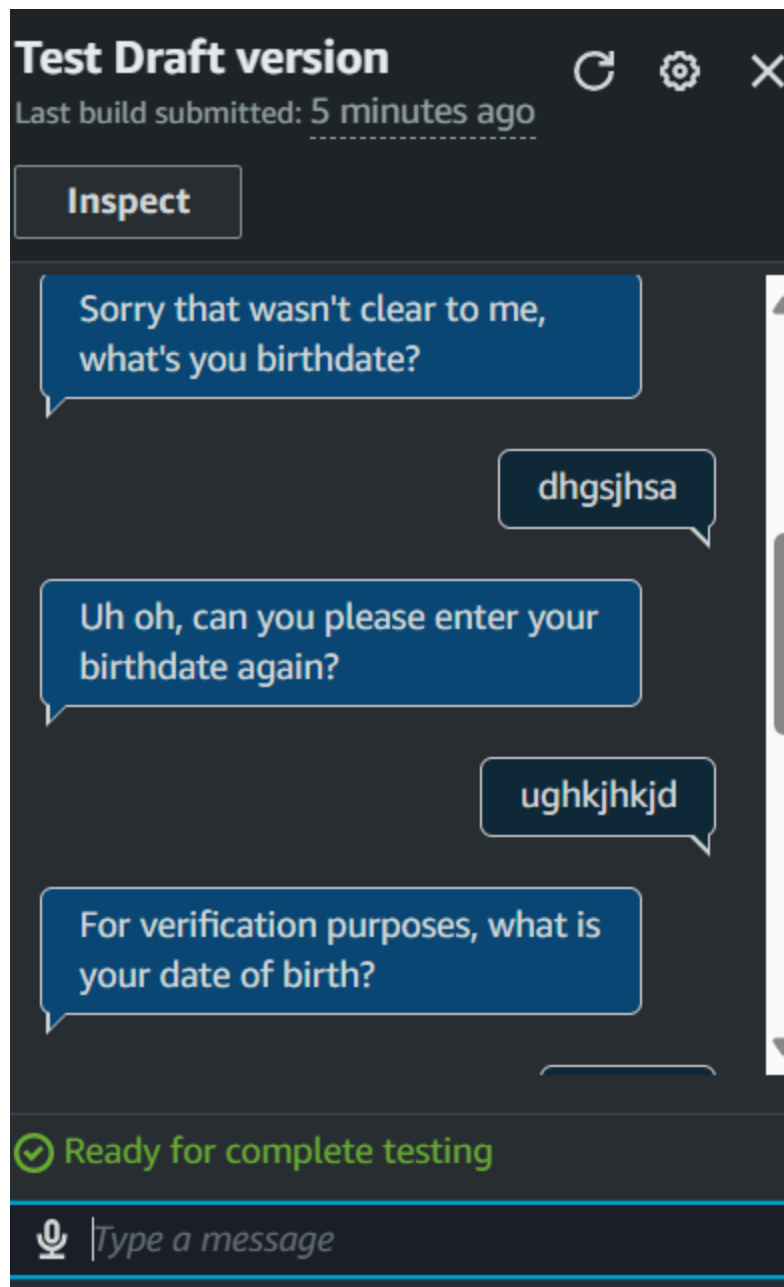 Test Draft version
Last build submitted: 5 minutes ago
Inspect
Sorry that wasn't clear to me,
what's you birthdate?
dhgsjhsa
Uh oh, can you please enter your
birthdate again?
ughkjhkjd
For verification purposes, what is
your date of birth?
Ready for complete testing
Type a message